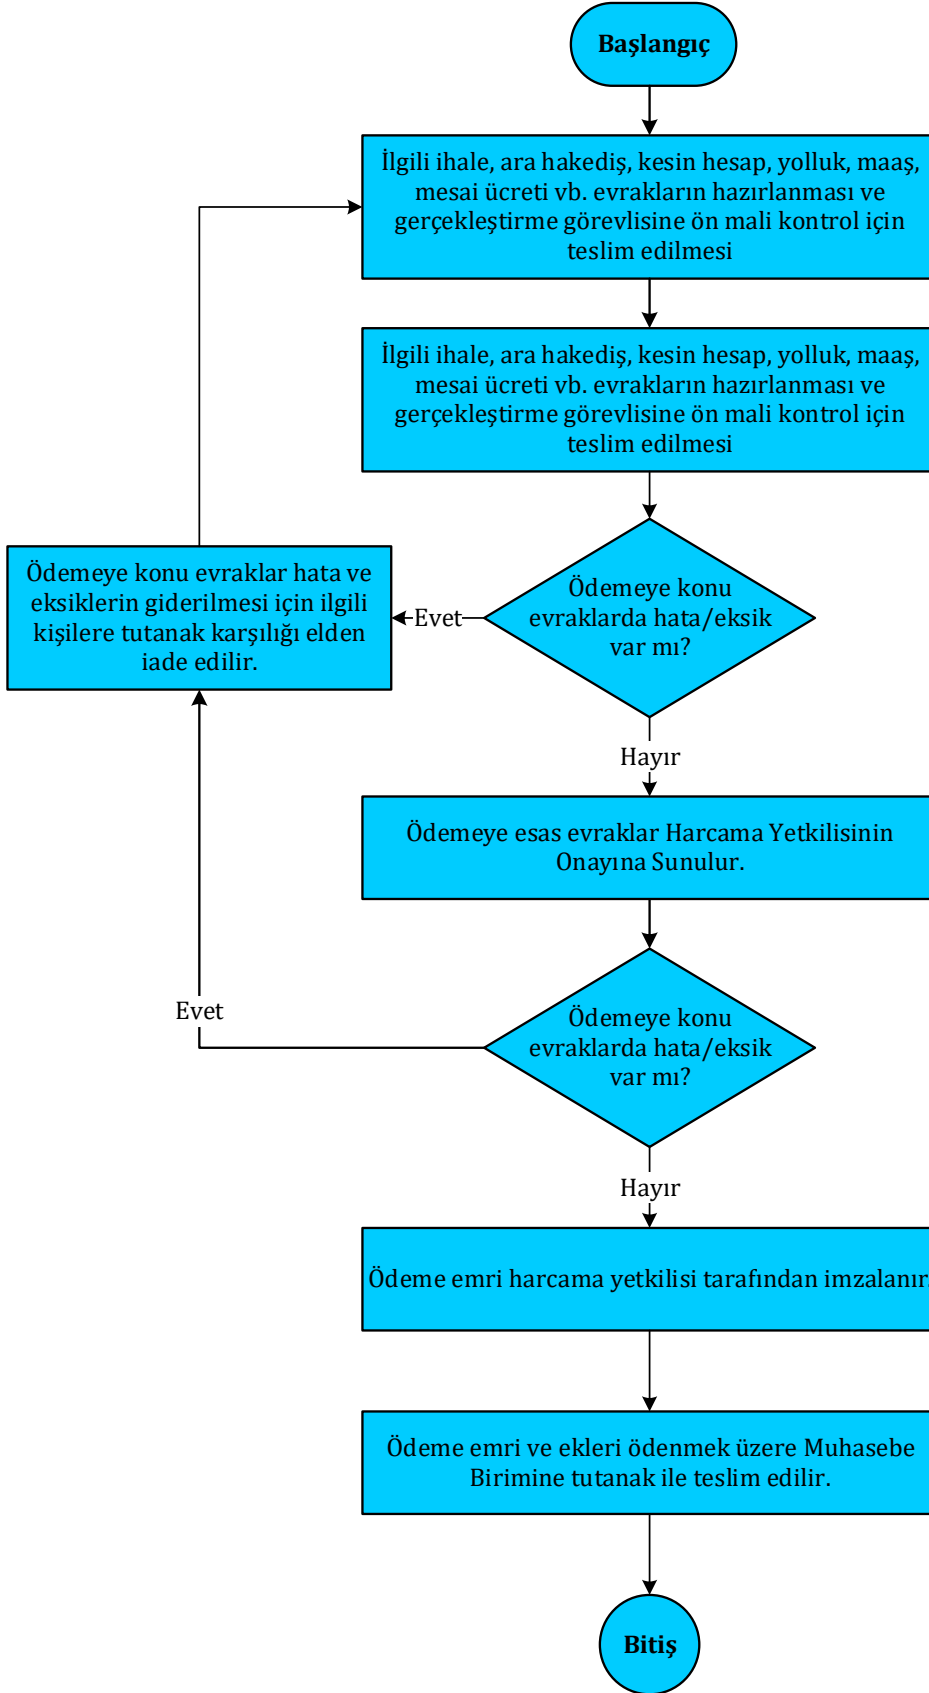 Başlangıç
İlgili ihale, ara hakediş, kesin hesap, yolluk, maaş,
mesai ücreti vb. evrakların hazırlanması ve
gerçekleştirme görevlisine ön mali kontrol için
teslim edilmesi
İlgili ihale, ara hakediş, kesin hesap, yolluk, maaş,
mesai ücreti vb. evrakların hazırlanması ve
gerçekleştirme görevlisine ön mali kontrol için
teslim edilmesi
Ödemeye konu
evraklarda hata/eksik
var mı?
Evet
Ödemeye konu evraklar hata ve
eksiklerin giderilmesi için ilgili
kişilere tutanak karşılığı elden
iade edilir.
Hayır
Ödemeye esas evraklar Harcama Yetkilisinin
Onayına Sunulur.
Ödemeye konu
evraklarda hata/eksik
var mı?
Evet
Hayır
Ödeme emri harcama yetkilisi tarafından imzalanır.
Ödeme emri ve ekleri ödenmek üzere Muhasebe
Birimine tutanak ile teslim edilir.
Bitiş